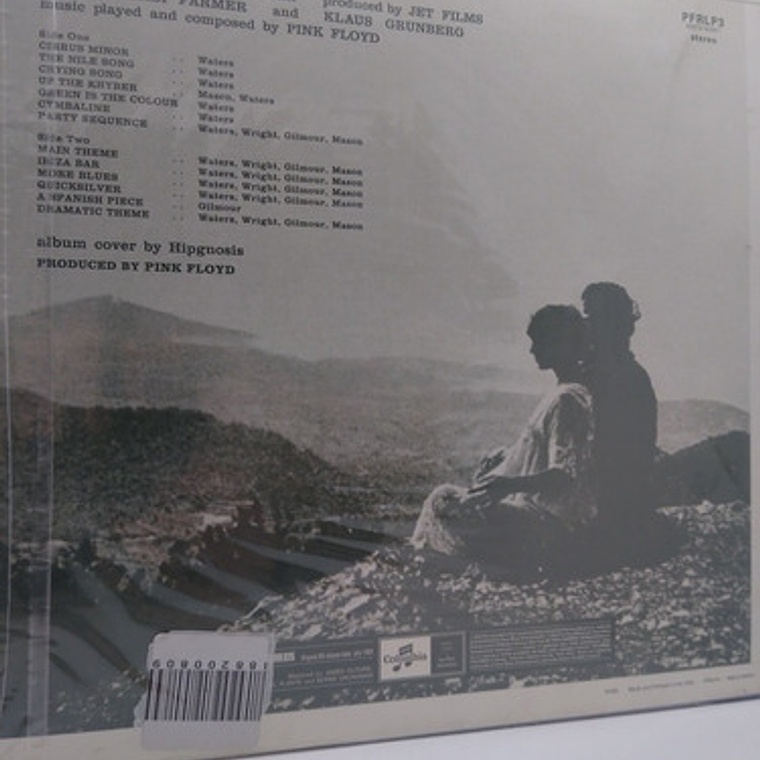 FARMER and KLAUS GRUNBERG
produced by JET FILMS
music played and composed by PINK FLOYD
PFRLP3
stereo
Side One
CIRRUS MINOR .. Waters
THE NILE SONG .. Waters
CRYING SONG .. Waters
UP THE KHYBER .. Mason, Waters
GREEN IS THE COLOUR .. Waters
CYMBALINE .. Waters
PARTY SEQUENCE .. Waters, Wright, Gilmour, Mason
Side Two
MAIN THEME .. Waters, Wright, Gilmour, Mason
IBIZA BAR .. Waters, Wright, Gilmour, Mason
MORE BLUES .. Waters, Wright, Gilmour, Mason
QUICKSILVER .. Waters, Wright, Gilmour, Mason
A SPANISH PIECE .. Gilmour
DRAMATIC THEME .. Waters, Wright, Gilmour, Mason
album cover by Hipgnosis
PRODUCED BY PINK FLOYD
Columbia